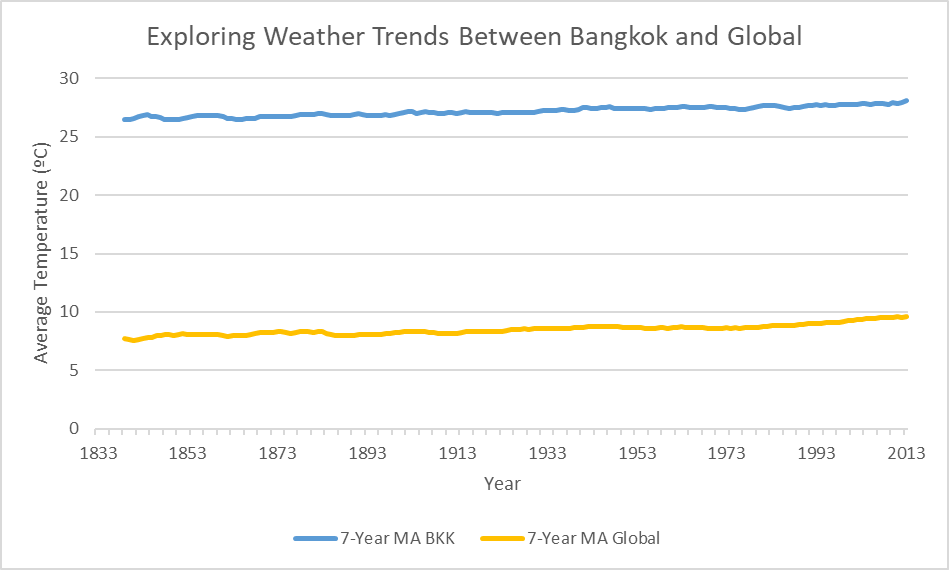 Exploring Weather Trends Between Bangkok and Global
30
25
20
15
10
5
0
Average Temperature (ºC)
1833 1853 1873 1893 1913 1933 1953 1973 1993 2013
Year
7-Year MA BKK 7-Year MA Global